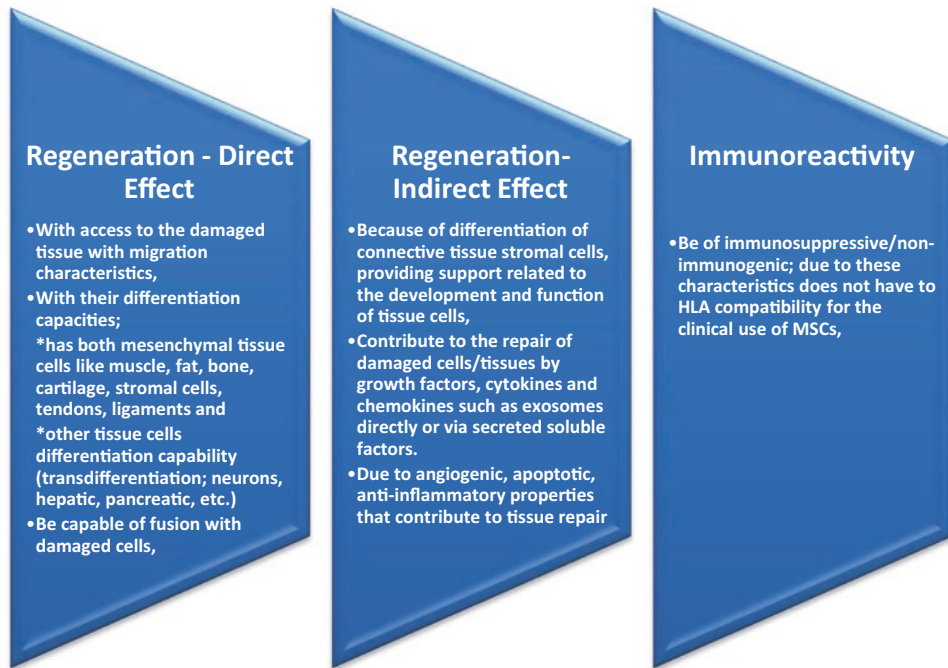 Regeneration - Direct
Effect
•With access to the damaged
tissue with migration
characteristics,
•With their differentiation
capacities;
*has both mesenchymal tissue
cells like muscle, fat, bone,
cartilage, stromal cells,
tendons, ligaments and
*other tissue cells
differentiation capability
(transdifferentiation; neurons,
hepatic, pancreatic, etc.)
•Be capable of fusion with
damaged cells,
Regeneration-
Indirect Effect
•Because of differentiation of
connective tissue stromal cells,
providing support related to
the development and function
of tissue cells,
•Contribute to the repair of
damaged cells/tissues by
growth factors, cytokines and
chemokines such as exosomes
directly or via secreted soluble
factors.
•Due to angiogenic, apoptotic,
anti-inflammatory properties
that contribute to tissue repair
Immunoreactivity
•Be of immunosuppressive/non-
immunogenic; due to these
characteristics does not have to
HLA compatibility for the
clinical use of MSCs,